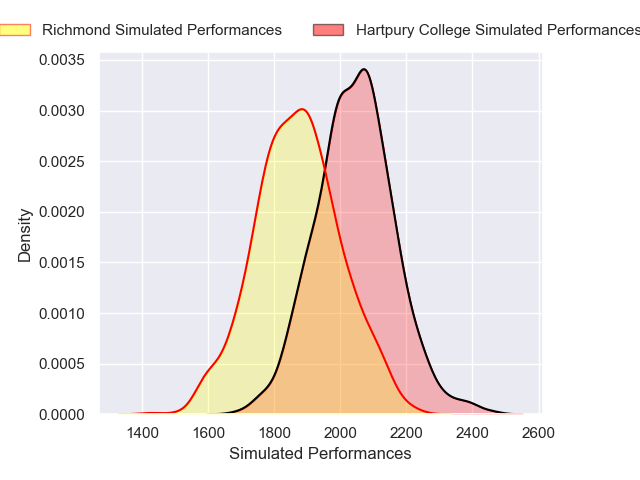 Richmond Simulated Performances
Hartpury College Simulated Performances
0.0035
0.0030
0.0025
0.0020
0.0015
0.0010
0.0005
0.0000
Density
1400 1600 1800 2000 2200 2400 2600
Simulated Performances